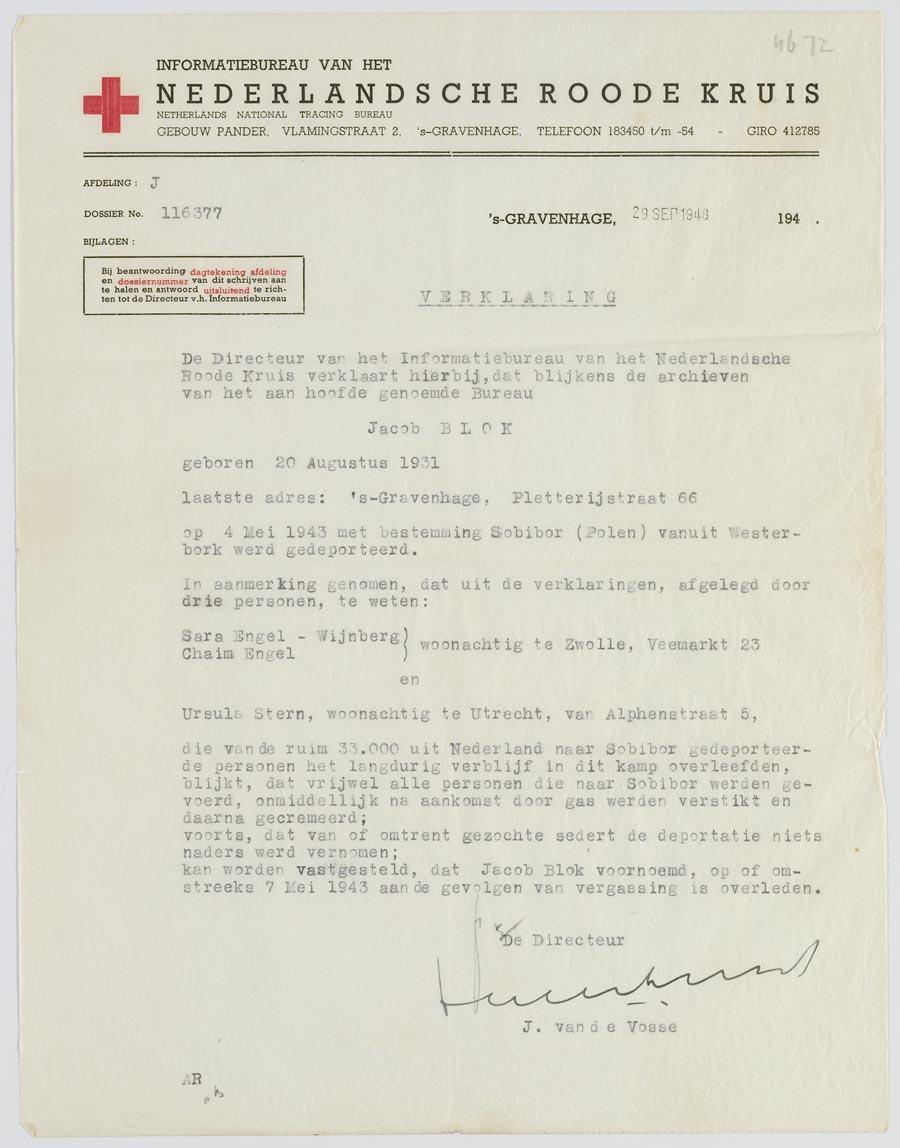 46 72
INFORMATIEBUREAU VAN HET
NEDERLANDSCHE ROODE KRUIS
NETHERLANDS NATIONAL TRACING BUREAU
GEBOUW PANDER, VLAMINGSTRAAT 2, 's-GRAVENHAGE, TELEFOON 183450 t/m -54 - GIRO 412785
AFDELING : J
DOSSIER No. 116377
's-GRAVENHAGE, 29 SEP 1948 194 .
BIJLAGEN :
Bij beantwoording dagtekening afdeling
en dossiernummer van dit schrijven aan
te halen en antwoord uitsluitend te rich-
ten tot de Directeur v.h. Informatiebureau
V E R K L A R I N G
De Directeur van het Informatiebureau van het Nederlandsche
Roode Kruis verklaart hierbij,dat blijkens de archieven
van het aan hoofde genoemde Bureau
Jacob B L O K
geboren 20 Augustus 1931
laatste adres: 's-Gravenhage, Pletterijstraat 66
op 4 Mei 1943 met bestemming Sobibor (Polen) vanuit Wester-
bork werd gedeporteerd.
In aanmerking genomen, dat uit de verklaringen, afgelegd door
drie personen, te weten:
Sara Engel - Wijnberg)
Chaim Engel ) woonachtig te Zwolle, Veemarkt 23
en
Ursula Stern, woonachtig te Utrecht, van Alphenstraat 5,
die van de ruim 33.000 uit Nederland naar Sobibor gedeporteer-
de personen het langdurig verblijf in dit kamp overleefden,
blijkt, dat vrijwel alle personen die naar Sobibor werden ge-
voerd, onmiddellijk na aankomst door gas werden verstikt en
daarna gecremeerd;
voorts, dat van of omtrent gezochte sedert de deportatie niets
naders werd vernomen;
kan worden vastgesteld, dat Jacob Blok voornoemd, op of om-
streeks 7 Mei 1943 aan de gevolgen van vergassing is overleden.
De Directeur
J. van d e Vosse
AR